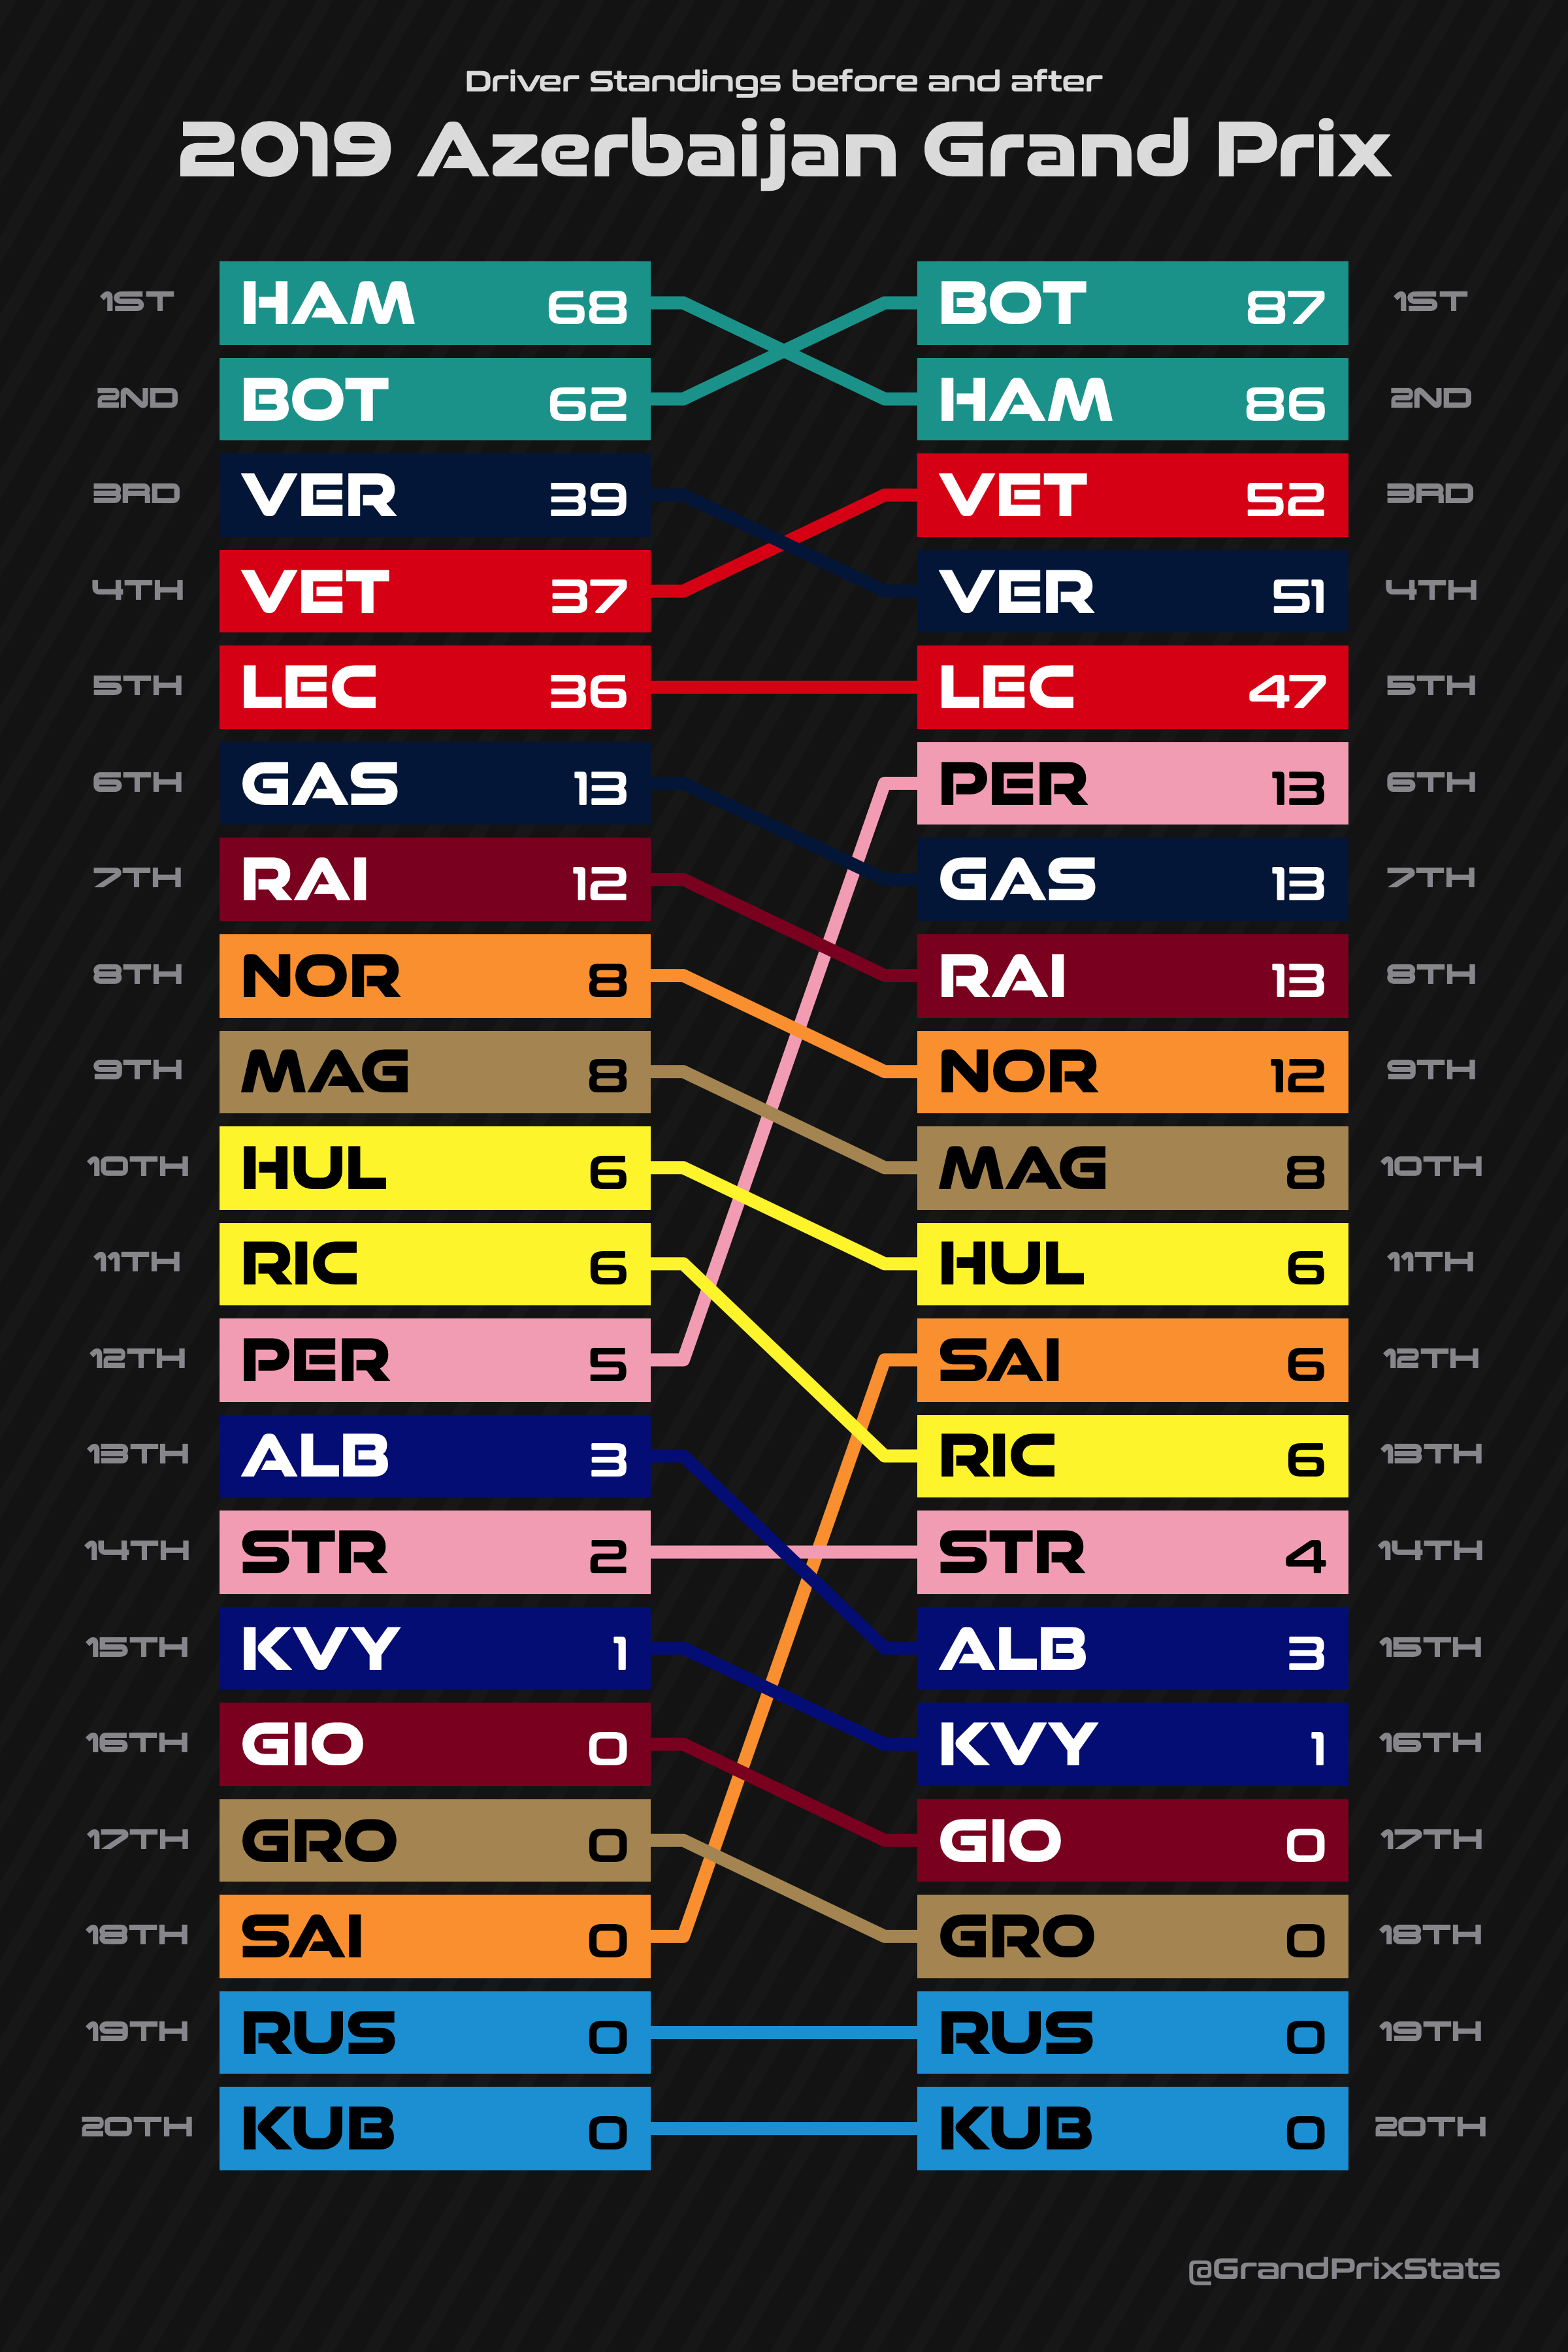 Driver Standings before and after
2019 Azerbaijan Grand Prix
1ST HAM 68 BOT 87 1ST
2ND BOT 62 HAM 86 2ND
3RD VER 39 VET 52 3RD
4TH VET 37 VER 51 4TH
5TH LEC 36 LEC 47 5TH
6TH GAS 13 PER 13 6TH
7TH RAI 12 GAS 13 7TH
8TH NOR 8 RAI 13 8TH
9TH MAG 8 NOR 12 9TH
10TH HUL 6 MAG 8 10TH
11TH RIC 6 HUL 6 11TH
12TH PER 5 SAI 6 12TH
13TH ALB 3 RIC 6 13TH
14TH STR 2 STR 4 14TH
15TH KVY 1 ALB 3 15TH
16TH GIO 0 KVY 1 16TH
17TH GRO 0 GIO 0 17TH
18TH SAI 0 GRO 0 18TH
19TH RUS 0 RUS 0 19TH
20TH KUB 0 KUB 0 20TH
@GrandPrixStats